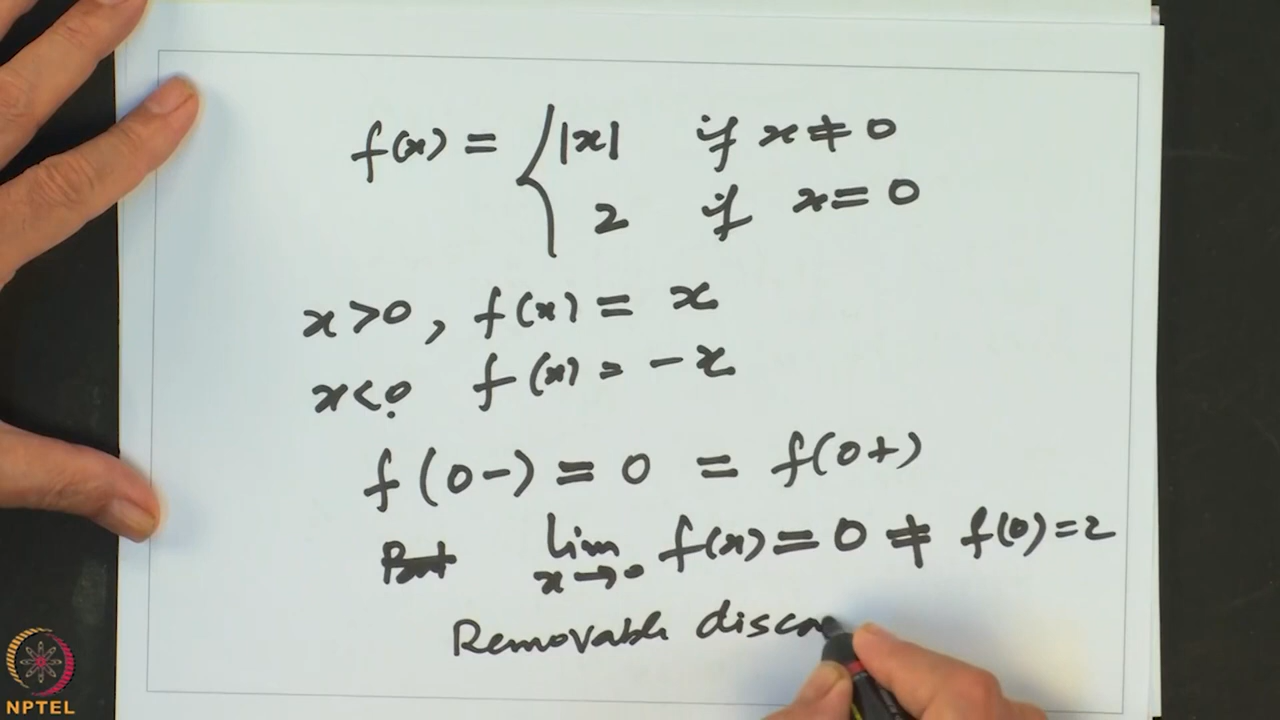 f(x) = { |x| if x ≠ 0
2 if x = 0
x > 0, f(x) = x
x < 0 f(x) = -x
f(0-) = 0 = f(0+)
lim x→0 f(x) = 0 ≠ f(0) = 2
Removable disco
NPTEL